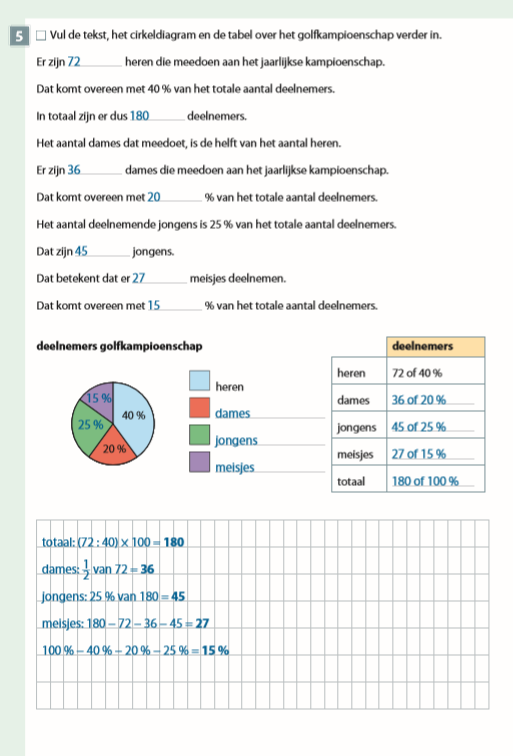 5 □ Vul de tekst, het cirkeldiagram en de tabel over het golfkampioenschap verder in.
Er zijn 72 heren die meedoen aan het jaarlijkse kampioenschap.
Dat komt overeen met 40 % van het totale aantal deelnemers.
In totaal zijn er dus 180 deelnemers.
Het aantal dames dat meedoet, is de helft van het aantal heren.
Er zijn 36 dames die meedoen aan het jaarlijkse kampioenschap.
Dat komt overeen met 20 % van het totale aantal deelnemers.
Het aantal deelnemende jongens is 25 % van het totale aantal deelnemers.
Dat zijn 45 jongens.
Dat betekent dat er 27 meisjes deelnemen.
Dat komt overeen met 15 % van het totale aantal deelnemers.
deelnemers golfkampioenschap
15 %
40 %
25 %
20 %
heren
dames
jongens
meisjes
deelnemers
heren 72 of 40 %
dames 36 of 20 %
jongens 45 of 25 %
meisjes 27 of 15 %
totaal 180 of 100 %
totaal: (72 : 40) × 100 = 180
dames: 1/2 van 72 = 36
jongens: 25 % van 180 = 45
meisjes: 180 – 72 – 36 – 45 = 27
100 % – 40 % – 20 % – 25 % = 15 %